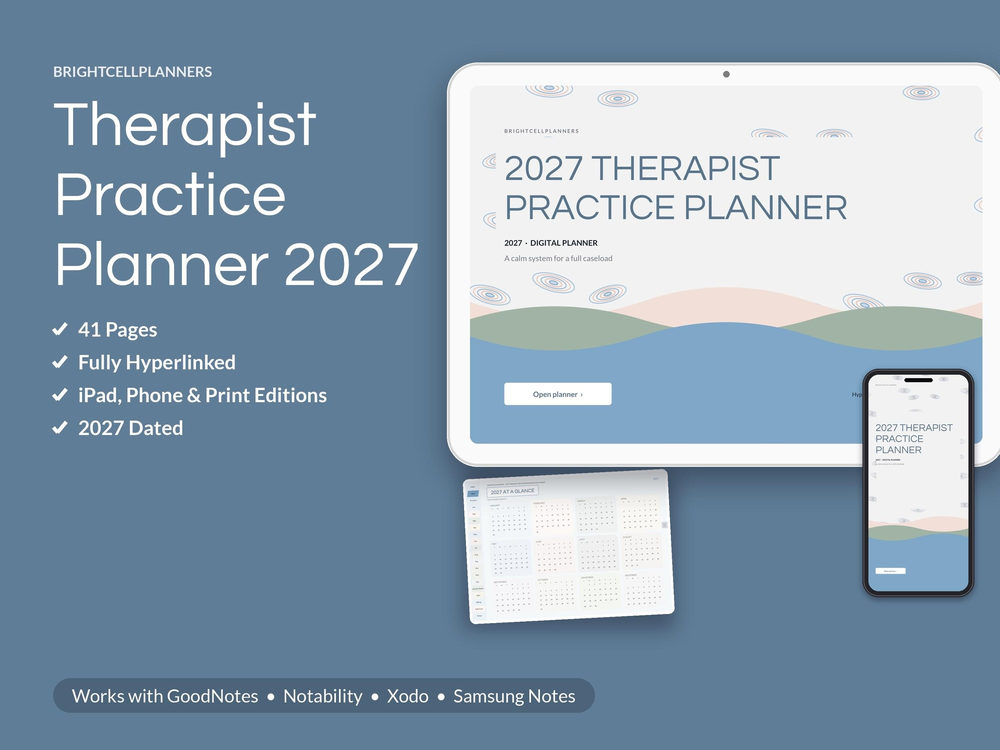 BRIGHTCELLPLANNERS
Therapist
Practice
Planner 2027
41 Pages
Fully Hyperlinked
iPad, Phone & Print Editions
2027 Dated
BRIGHTCELLPLANNERS
2027 THERAPIST
PRACTICE PLANNER
2027 · DIGITAL PLANNER
A calm system for a full caseload
Open planner ›
2027 THERAPIST
PRACTICE
PLANNER
2027 AT A GLANCE
Works with GoodNotes • Notability • Xodo • Samsung Notes